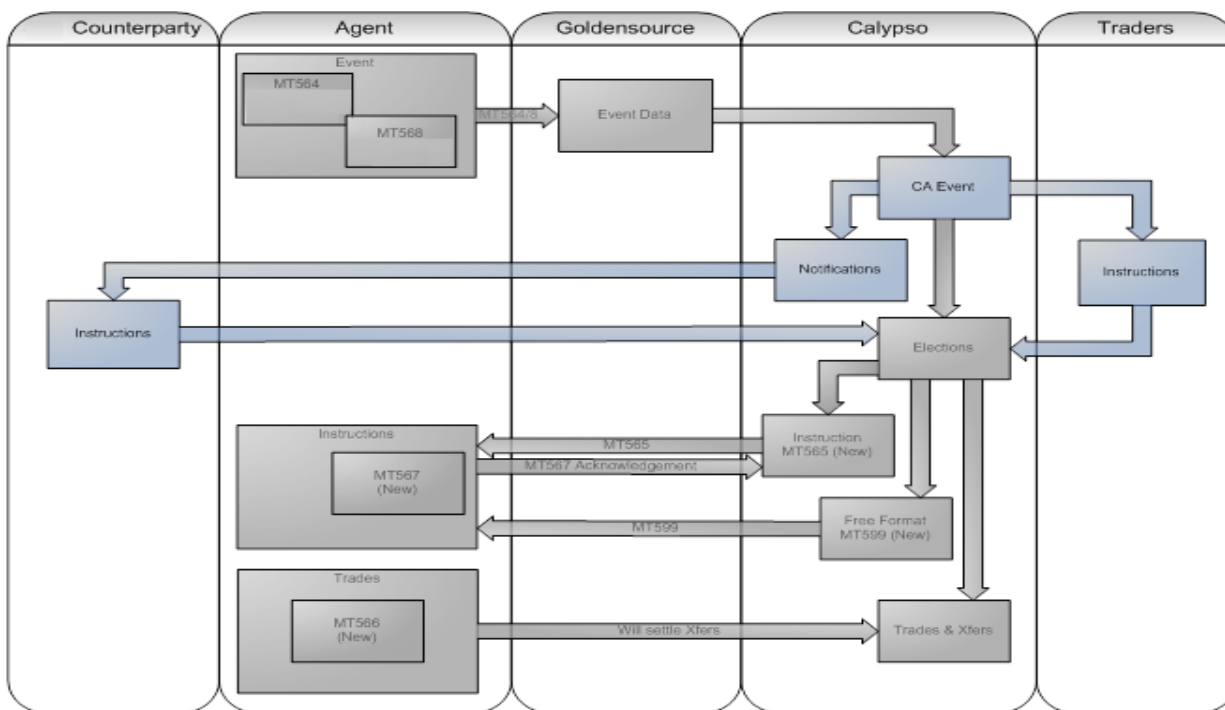 Counterparty
Agent
Goldensource
Calypso
Traders
Event
MT564
MT568
MT564/8
Event Data
CA Event
Notifications
Instructions
Instructions
Elections
Instructions
MT567
(New)
MT565
MT567 Acknowledgement
Instruction
MT565 (New)
MT599
Free Format
MT599 (New)
Trades
MT566
(New)
Will settle Xfers
Trades & Xfers